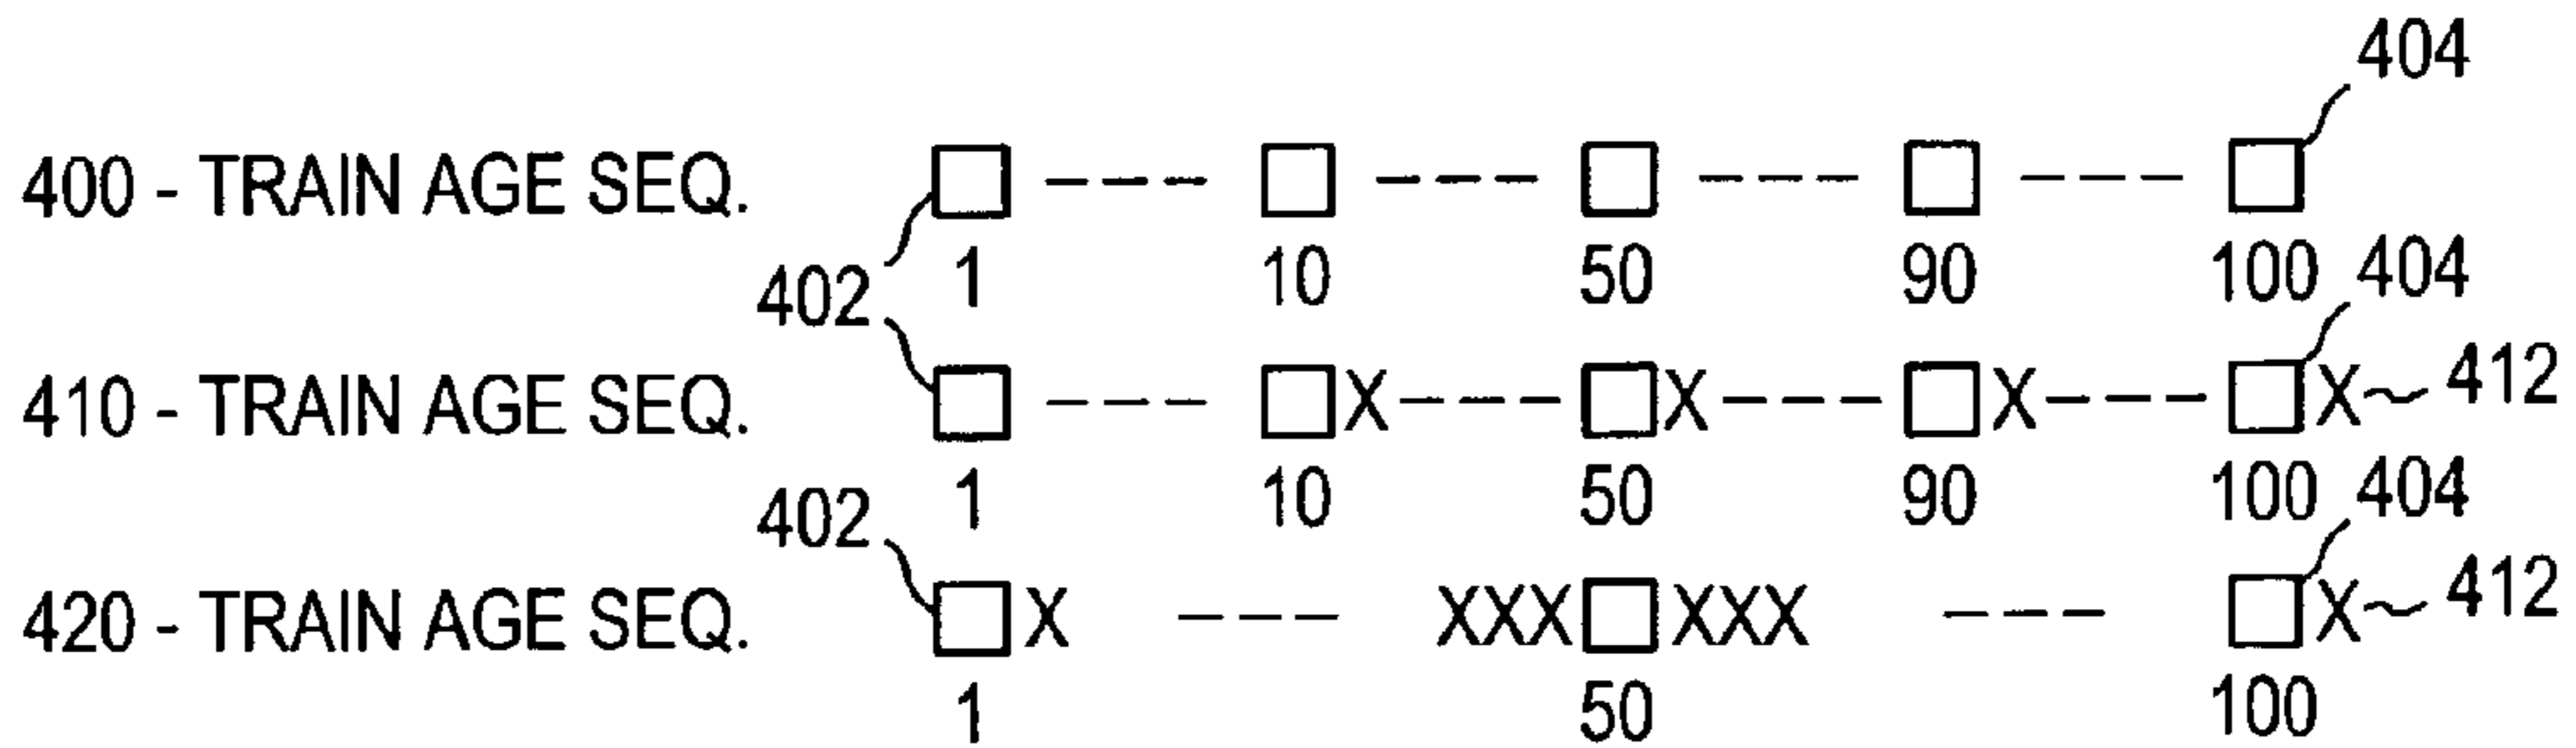 404
400 - TRAIN AGE SEQ.
402 1 10 50 90 100 404
410 - TRAIN AGE SEQ. X X X X 412
402 1 10 50 90 100 404
420 - TRAIN AGE SEQ. X XXX XXX X 412
1 50 100